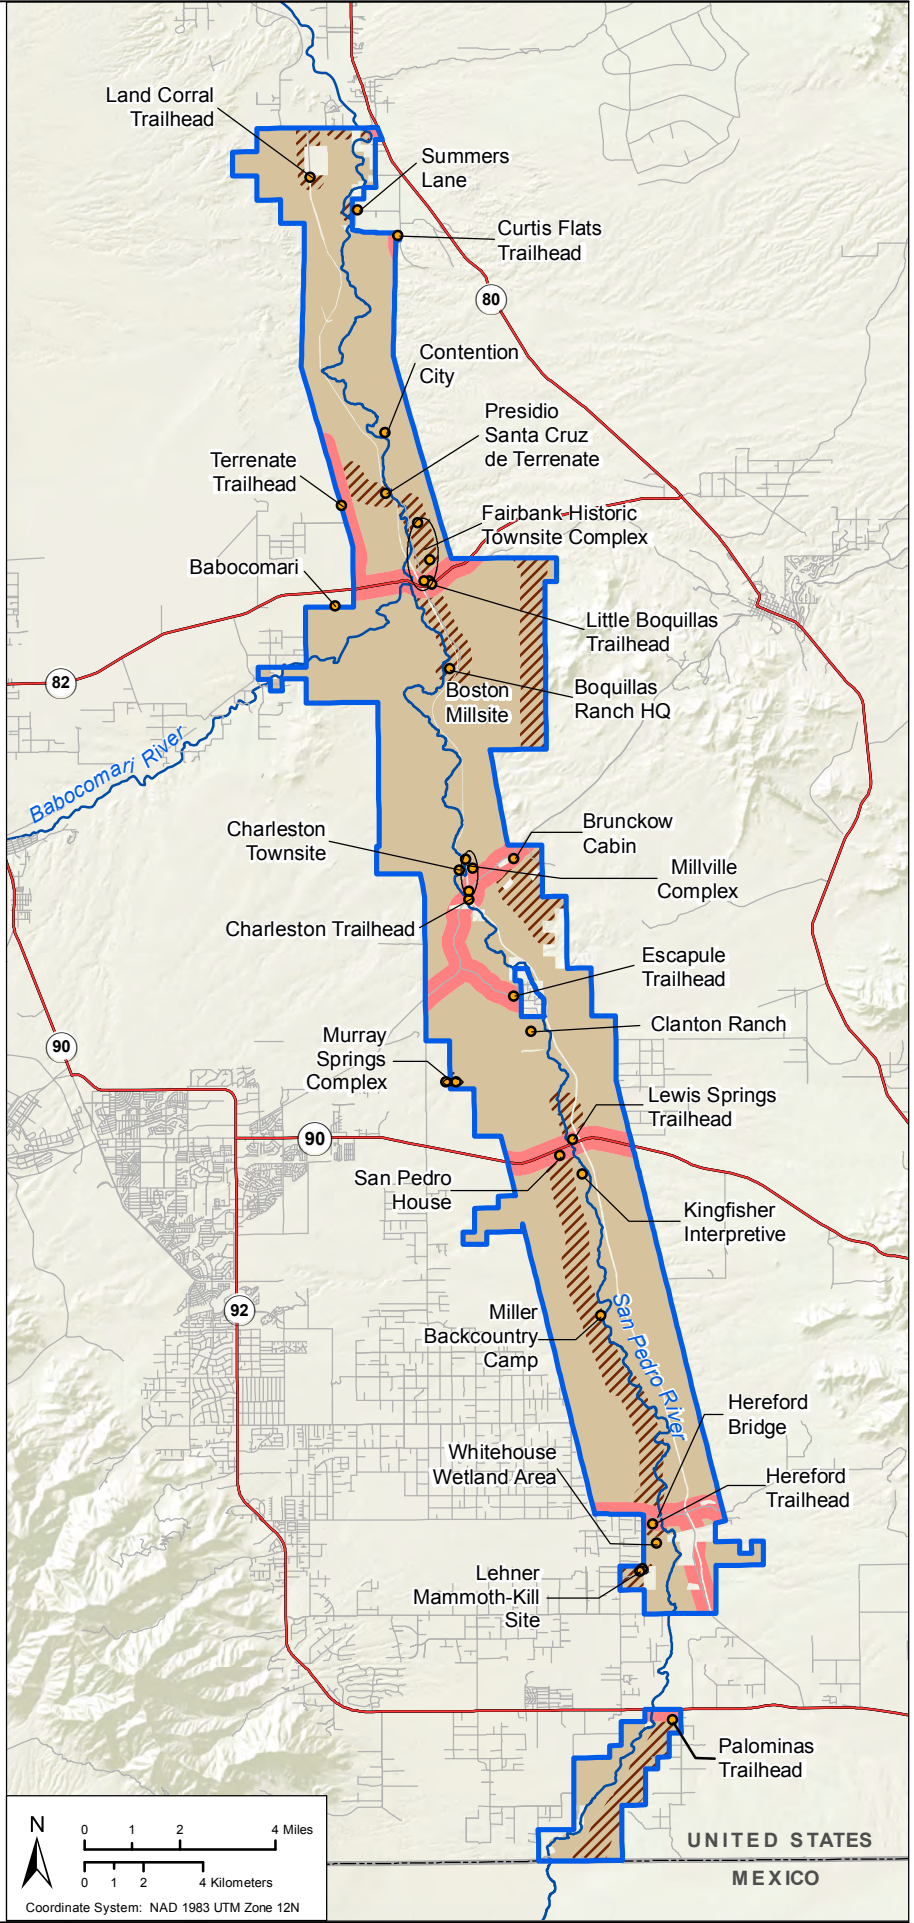 Land Corral
Trailhead
Summers
Lane
Curtis Flats
Trailhead
80
Contention
City
Presidio
Santa Cruz
de Terrenate
Terrenate
Trailhead
Fairbank Historic
Townsite Complex
Babocomari
Little Boquillas
Trailhead
82
Boston
Millsite
Boquillas
Ranch HQ
Babocomari River
Brunckow
Cabin
Charleston
Townsite
Millville
Complex
Charleston Trailhead
Escapule
Trailhead
Clanton Ranch
90
Murray
Springs
Complex
Lewis Springs
Trailhead
90
San Pedro
House
Kingfisher
Interpretive
92
Miller
Backcountry
Camp
San Pedro River
Hereford
Bridge
Whitehouse
Wetland Area
Hereford
Trailhead
Lehner
Mammoth-Kill
Site
Palominas
Trailhead
N
0 1 2 4 Miles
0 1 2 4 Kilometers
Coordinate System: NAD 1983 UTM Zone 12N
UNITED STATES
MEXICO